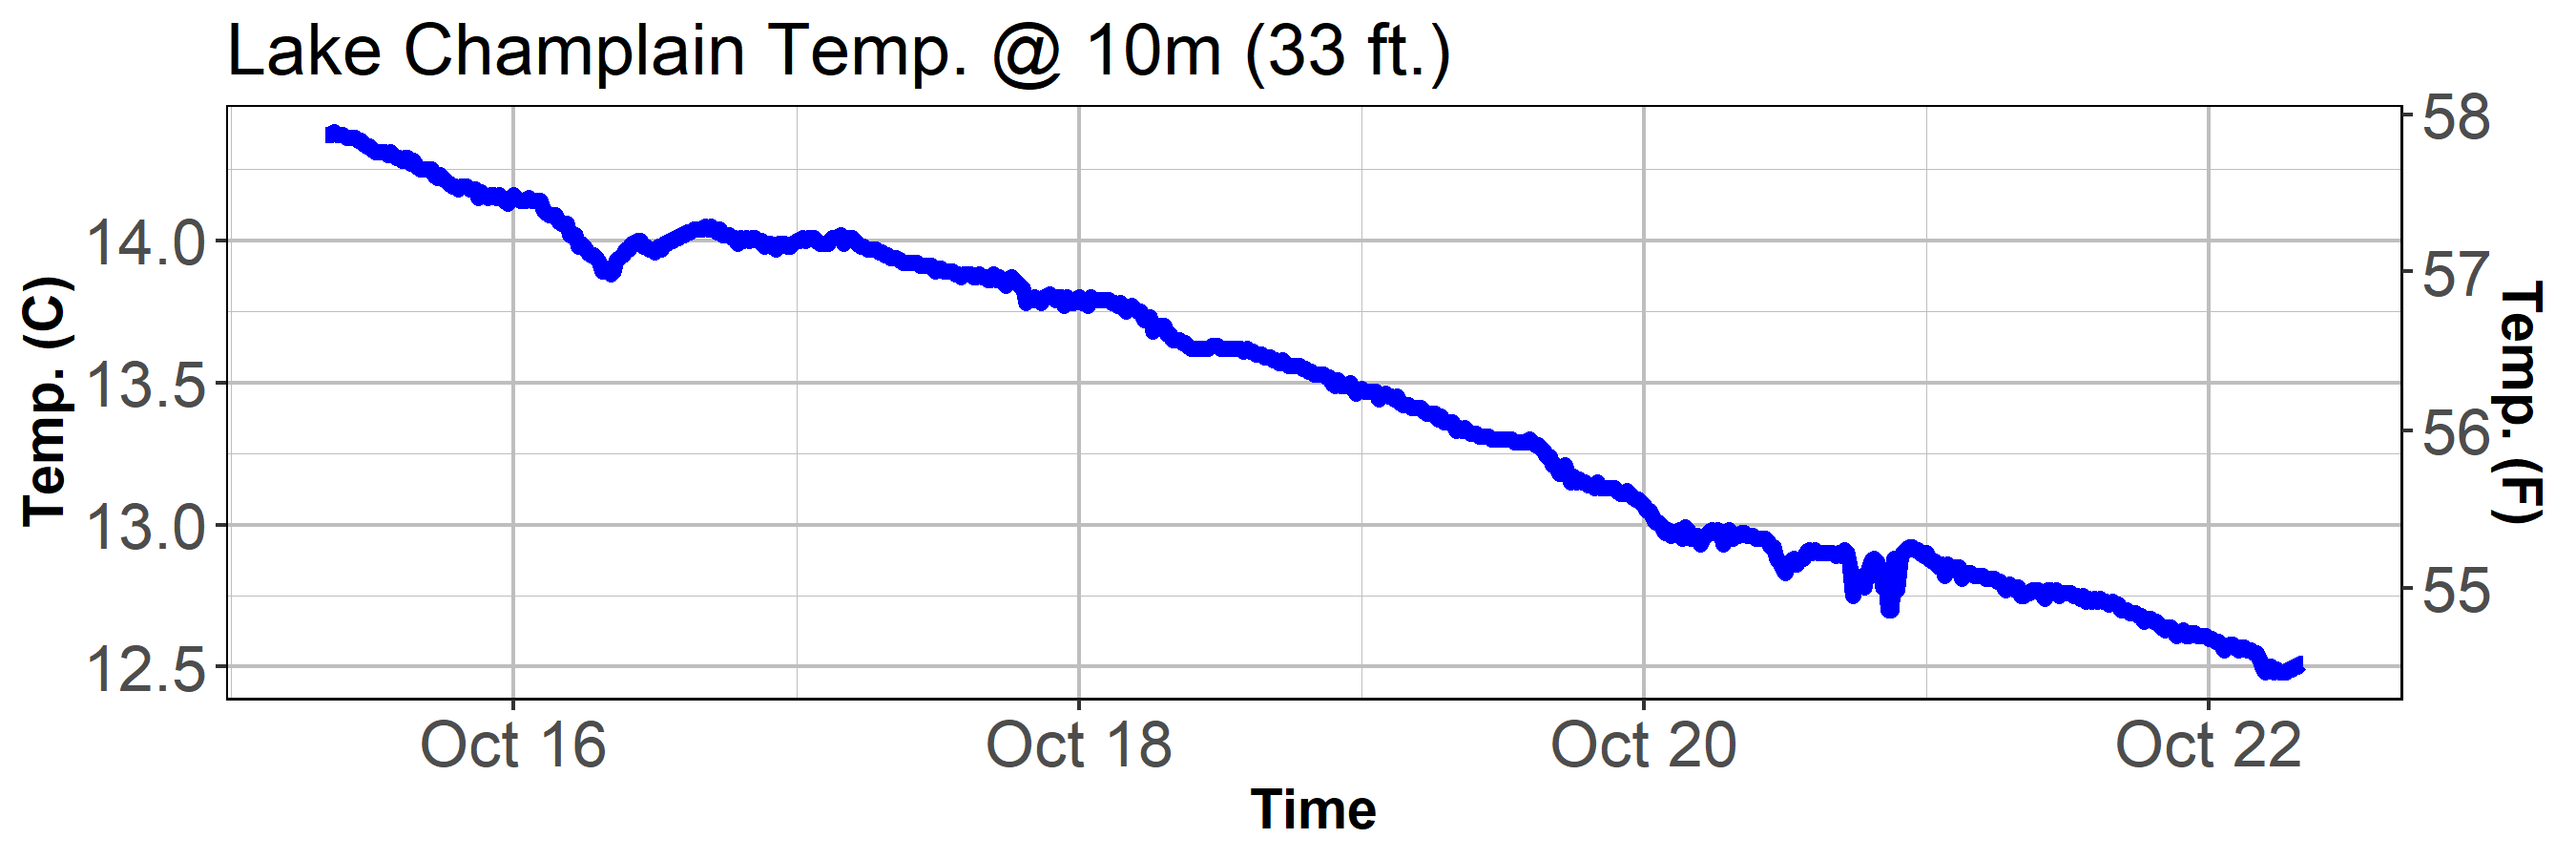 Lake Champlain Temp. @ 10m (33 ft.)
Temp. (C)
14.0
13.5
13.0
12.5
58
57
56
55
Temp. (F)
Oct 16 Oct 18 Oct 20 Oct 22
Time